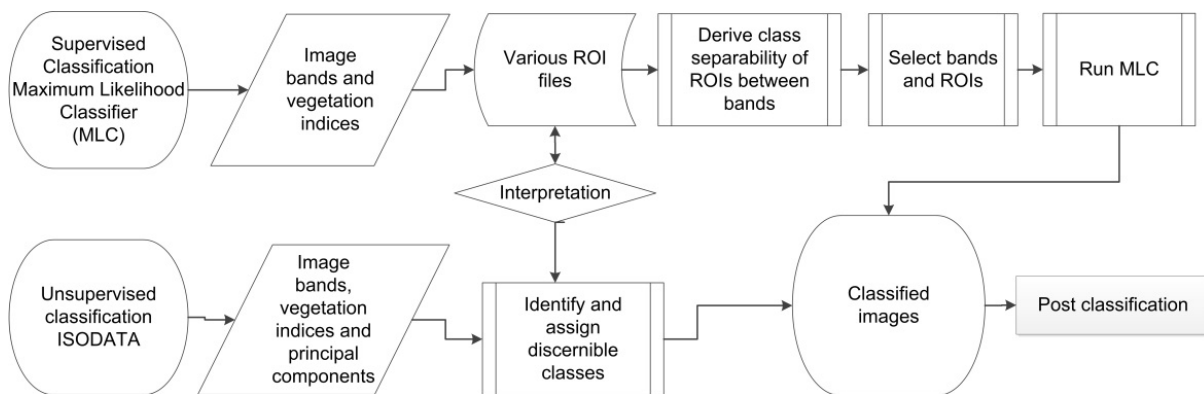 Supervised
Classification
Maximum Likelihood
Classifier
(MLC)
Image
bands and
vegetation
indices
Various ROI
files
Derive class
separability of
ROIs between
bands
Select bands
and ROIs
Run MLC
Interpretation
Unsupervised
classification
ISODATA
Image
bands,
vegetation
indices and
principal
components
Identify and
assign
discernible
classes
Classified
images
Post classification